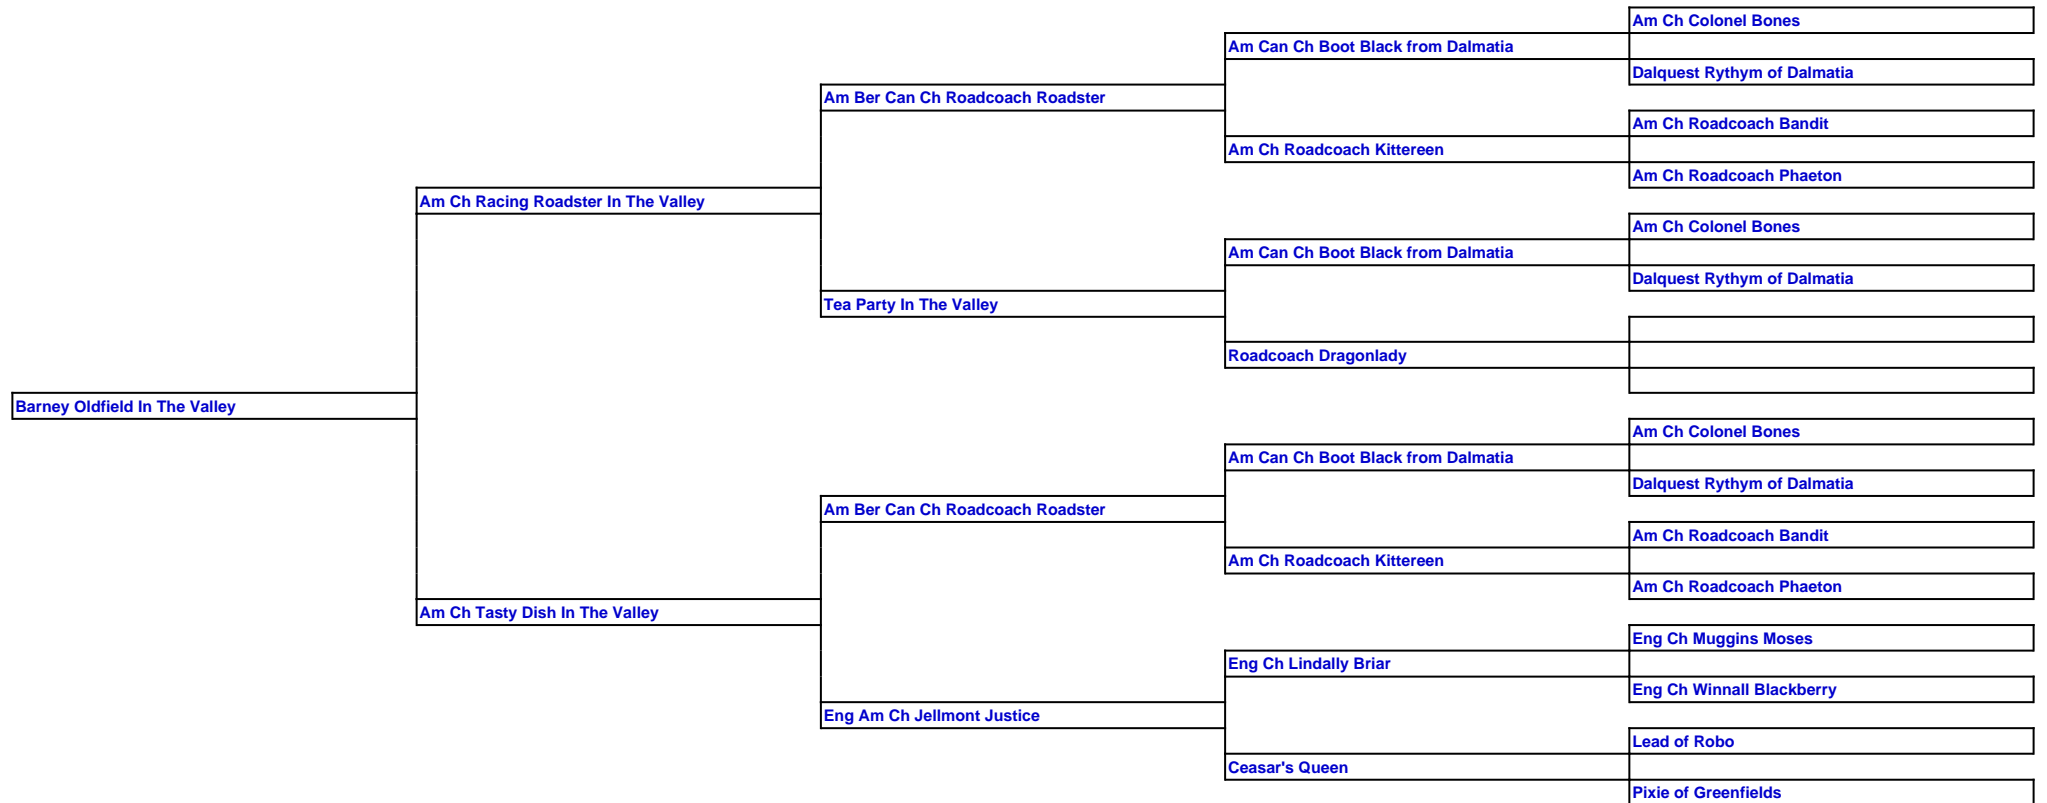 Am Ch Colonel Bones
Am Can Ch Boot Black from Dalmatia
Dalquest Rythym of Dalmatia
Am Ber Can Ch Roadcoach Roadster
Am Ch Roadcoach Bandit
Am Ch Roadcoach Kittereen
Am Ch Roadcoach Phaeton
Am Ch Racing Roadster In The Valley
Am Ch Colonel Bones
Am Can Ch Boot Black from Dalmatia
Dalquest Rythym of Dalmatia
Tea Party In The Valley
Roadcoach Dragonlady
Barney Oldfield In The Valley
Am Ch Colonel Bones
Am Can Ch Boot Black from Dalmatia
Dalquest Rythym of Dalmatia
Am Ber Can Ch Roadcoach Roadster
Am Ch Roadcoach Bandit
Am Ch Roadcoach Kittereen
Am Ch Roadcoach Phaeton
Am Ch Tasty Dish In The Valley
Eng Ch Muggins Moses
Eng Ch Lindally Briar
Eng Ch Winnall Blackberry
Eng Am Ch Jellmont Justice
Lead of Robo
Ceasar's Queen
Pixie of Greenfields